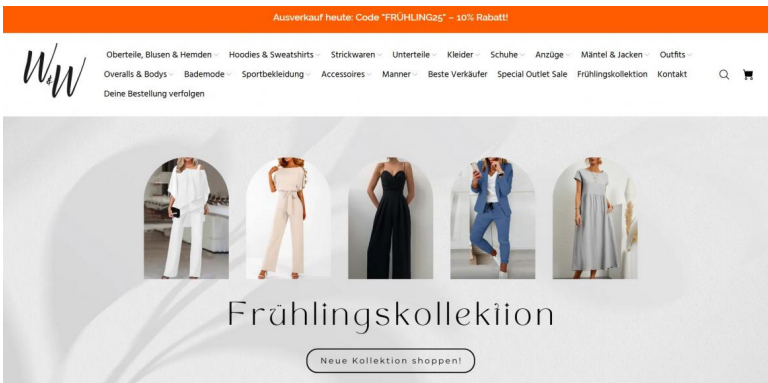 Ausverkauf heute: Code "FRÜHLING25" – 10% Rabatt!
W&W
Oberteile, Blusen & Hemden Hoodies & Sweatshirts Strickwaren Unterteile Kleider Schuhe Anzüge Mäntel & Jacken Outfits
Overalls & Bodys Bademode Sportbekleidung Accessoires Manner Beste Verkäufer Special Outlet Sale Frühlingskollektion Kontakt
Deine Bestellung verfolgen
Frühlingskollektion
Neue Kollektion shoppen!